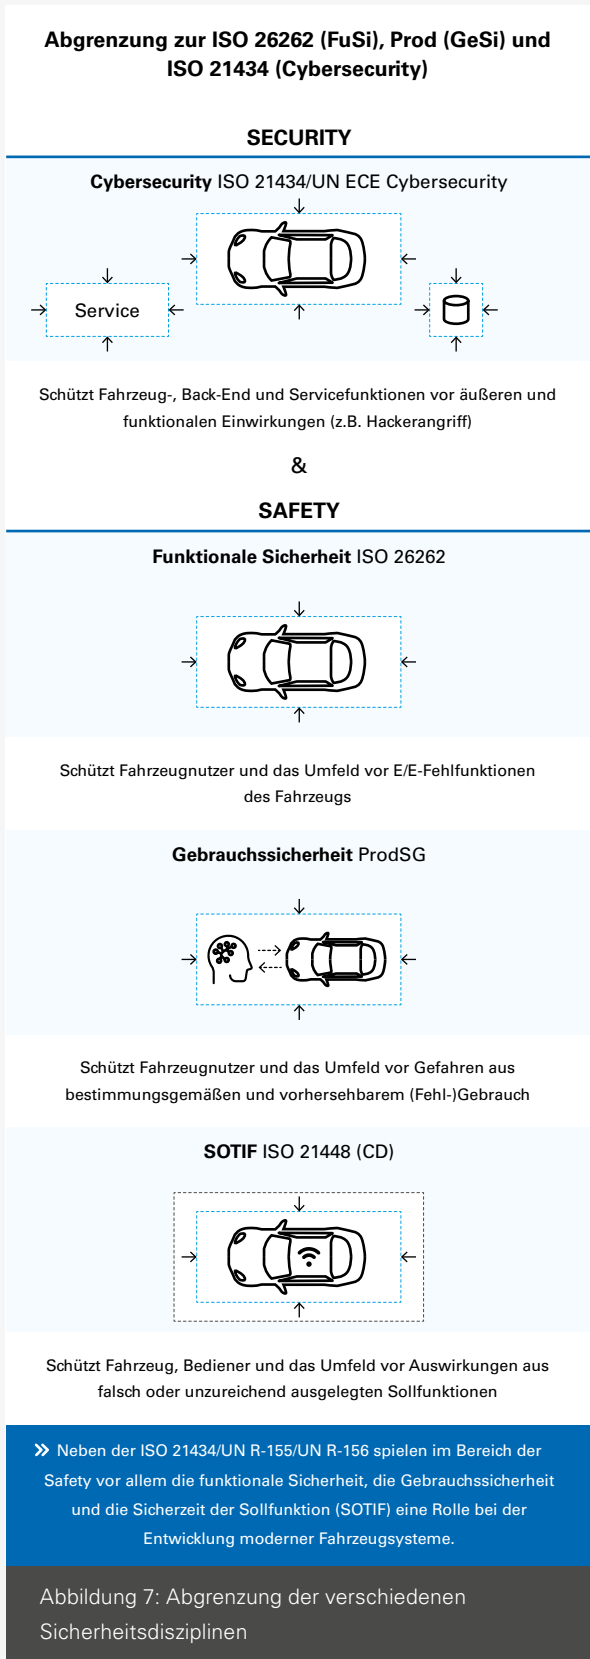 Abgrenzung zur ISO 26262 (FuSi), Prod (GeSi) und
ISO 21434 (Cybersecurity)
SECURITY
Cybersecurity ISO 21434/UN ECE Cybersecurity
Service
Schützt Fahrzeug-, Back-End und Servicefunktionen vor äußeren und
funktionalen Einwirkungen (z.B. Hackerangriff)
&
SAFETY
Funktionale Sicherheit ISO 26262
Schützt Fahrzeugnutzer und das Umfeld vor E/E-Fehlfunktionen
des Fahrzeugs
Gebrauchssicherheit ProdSG
Schützt Fahrzeugnutzer und das Umfeld vor Gefahren aus
bestimmungsgemäßen und vorhersehbarem (Fehl-)Gebrauch
SOTIF ISO 21448 (CD)
Schützt Fahrzeug, Bediener und das Umfeld vor Auswirkungen aus
falsch oder unzureichend ausgelegten Sollfunktionen
» Neben der ISO 21434/UN R-155/UN R-156 spielen im Bereich der
Safety vor allem die funktionale Sicherheit, die Gebrauchssicherheit
und die Sicherzeit der Sollfunktion (SOTIF) eine Rolle bei der
Entwicklung moderner Fahrzeugsysteme.
Abbildung 7: Abgrenzung der verschiedenen
Sicherheitsdisziplinen